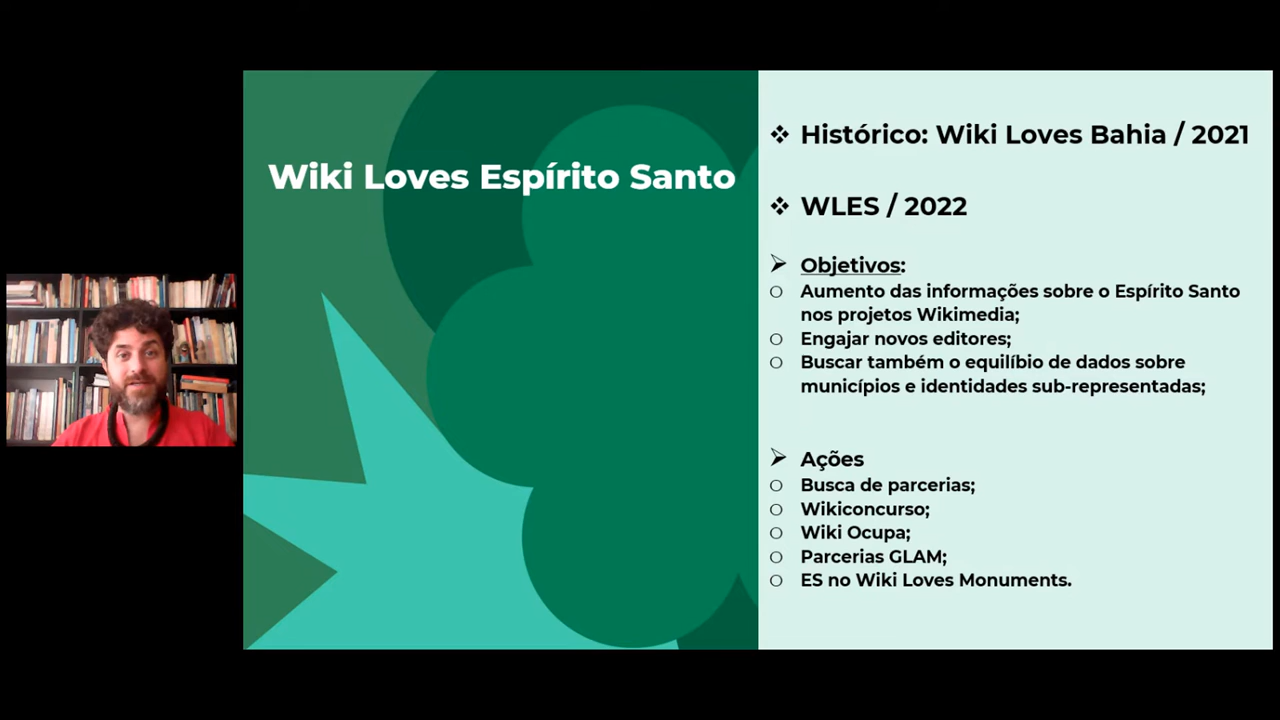 Wiki Loves Espírito Santo
❖ Histórico: Wiki Loves Bahia / 2021
❖ WLES / 2022
➢ Objetivos:
○ Aumento das informações sobre o Espírito Santo
nos projetos Wikimedia;
○ Engajar novos editores;
○ Buscar também o equilíbio de dados sobre
municípios e identidades sub-representadas;
➢ Ações
○ Busca de parcerias;
○ Wikiconcurso;
○ Wiki Ocupa;
○ Parcerias GLAM;
○ ES no Wiki Loves Monuments.